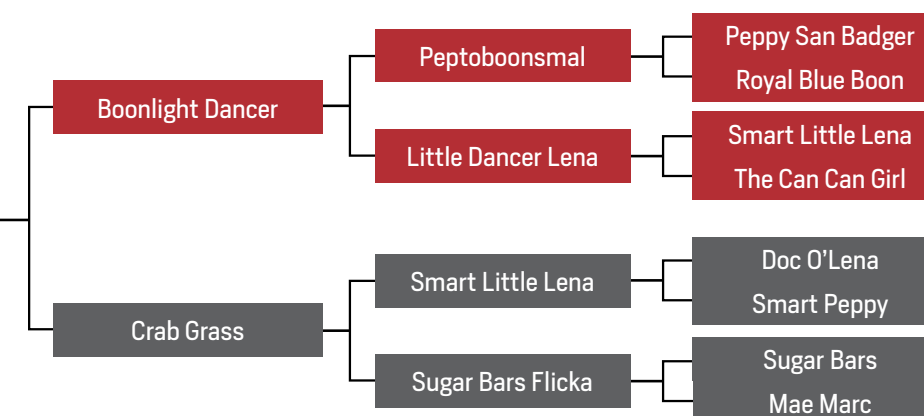 Boonlight Dancer
Peptoboonsmal
Peppy San Badger
Royal Blue Boon
Little Dancer Lena
Smart Little Lena
The Can Can Girl
Crab Grass
Smart Little Lena
Doc O'Lena
Smart Peppy
Sugar Bars Flicka
Sugar Bars
Mae Marc